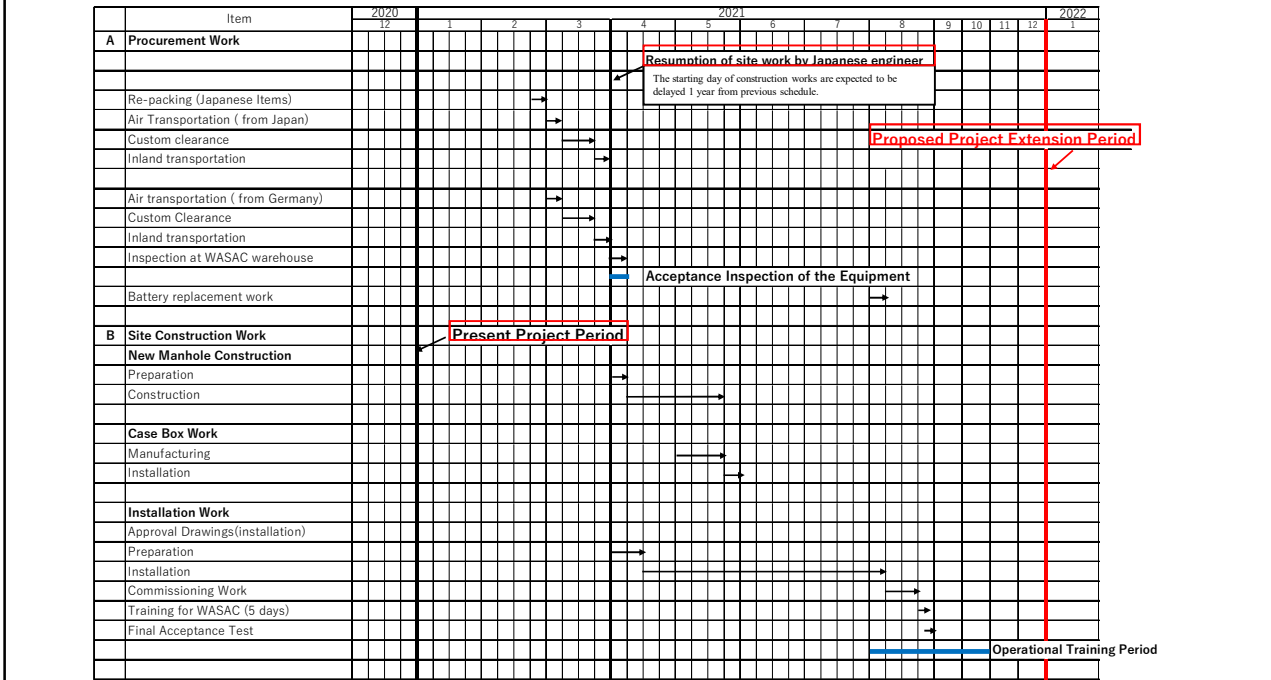 Item
2020
2021
2022
12 1 2 3 4 5 6 7 8 9 10 11 12 1
A Procurement Work
Resumption of site work by Japanese engineer
The starting day of construction works are expected to be
delayed 1 year from previous schedule.
Re-packing (Japanese Items)
Air Transportation ( from Japan)
Custom clearance
Proposed Project Extension Period
Inland transportation
Air transportation ( from Germany)
Custom Clearance
Inland transportation
Inspection at WASAC warehouse
Acceptance Inspection of the Equipment
Battery replacement work
B Site Construction Work
Present Project Period
New Manhole Construction
Preparation
Construction
Case Box Work
Manufacturing
Installation
Installation Work
Approval Drawings(installation)
Preparation
Installation
Commissioning Work
Training for WASAC (5 days)
Final Acceptance Test
Operational Training Period